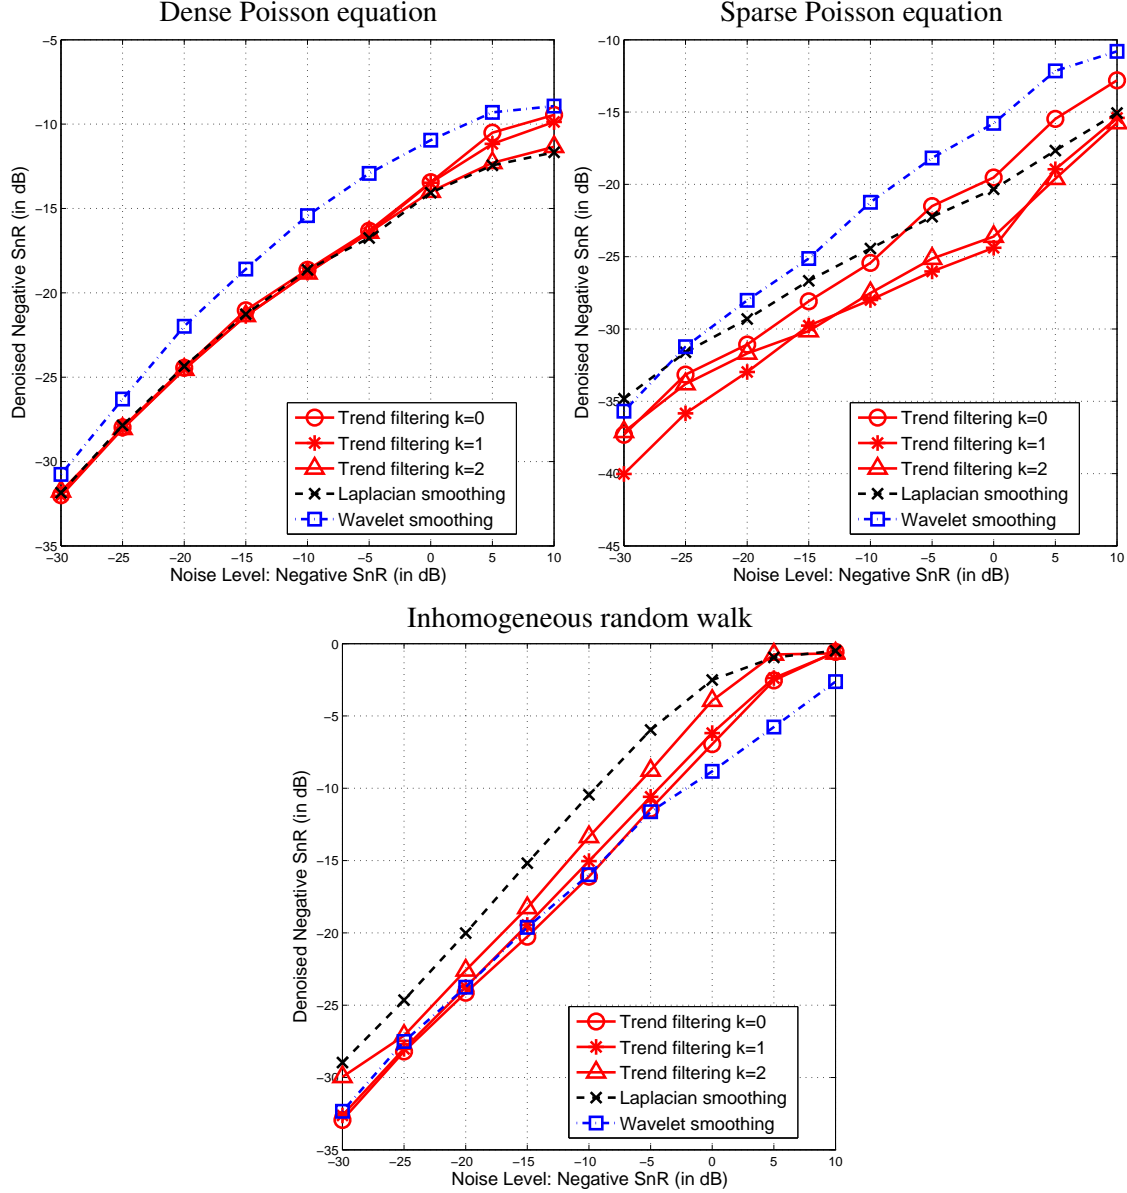 Dense Poisson equation
−5
−10
−15
−20
−25
−30
−35
−30 −25 −20 −15 −10 −5 0 5 10
Denoised Negative SnR (in dB)
Noise Level: Negative SnR (in dB)
Trend filtering k=0
Trend filtering k=1
Trend filtering k=2
Laplacian smoothing
Wavelet smoothing
Sparse Poisson equation
−10
−15
−20
−25
−30
−35
−40
−45
−30 −25 −20 −15 −10 −5 0 5 10
Denoised Negative SnR (in dB)
Noise Level: Negative SnR (in dB)
Trend filtering k=0
Trend filtering k=1
Trend filtering k=2
Laplacian smoothing
Wavelet smoothing
Inhomogeneous random walk
0
−5
−10
−15
−20
−25
−30
−35
−30 −25 −20 −15 −10 −5 0 5 10
Denoised Negative SnR (in dB)
Noise Level: Negative SnR (in dB)
Trend filtering k=0
Trend filtering k=1
Trend filtering k=2
Laplacian smoothing
Wavelet smoothing